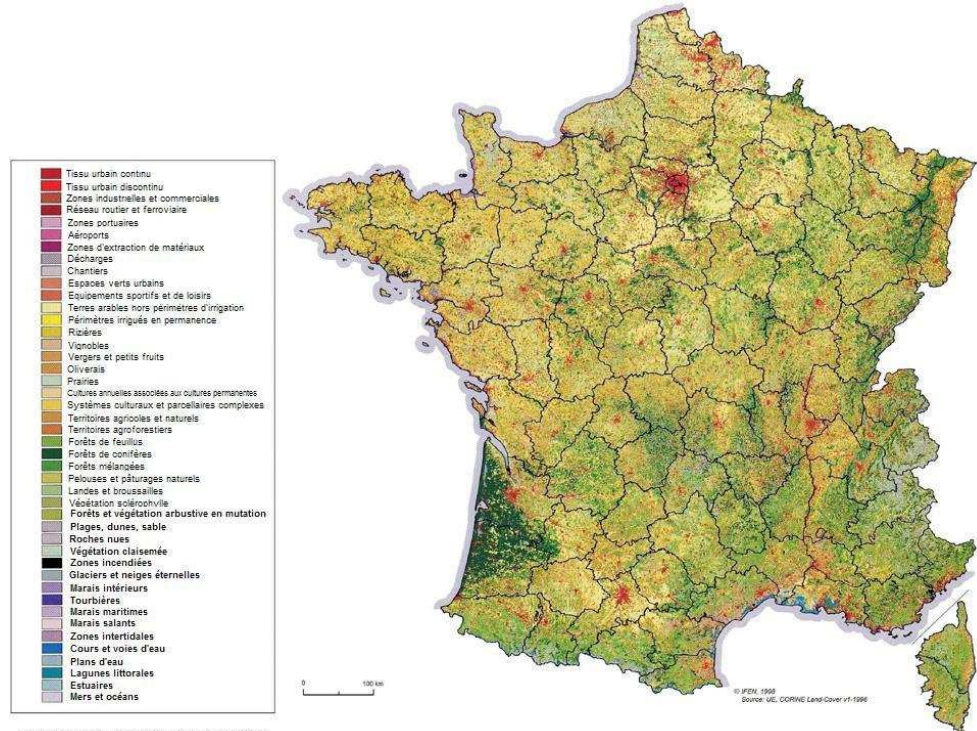 Tissu urbain continu
Tissu urbain discontinu
Zones industrielles et commerciales
Réseau routier et ferroviaire
Zones portuaires
Aéroports
Zones d'extraction de matériaux
Décharges
Chantiers
Espaces verts urbains
Equipements sportifs et de loisirs
Terres arables hors périmètres d'irrigation
Périmètres irrigués en permanence
Rizières
Vignobles
Vergers et petits fruits
Oliverais
Prairies
Cultures annuelles associées aux cultures permanentes
Systèmes culturaux et parcellaires complexes
Territoires agricoles et naturels
Territoires agroforestiers
Forêts de feuillus
Forêts de conifères
Forêts mélangées
Pelouses et pâturages naturels
Landes et broussailles
Végétation sclérophylle
Forêts et végétation arbustive en mutation
Plages, dunes, sable
Roches nues
Végétation claisemée
Zones incendiées
Glaciers et neiges éternelles
Marais intérieurs
Tourbières
Marais maritimes
Marais salants
Zones intertidales
Cours et voies d'eau
Plans d'eau
Lagunes littorales
Estuaires
Mers et océans
0 100 km
© IFEN, 1998
Source: UE, CORINE Land-Cover v1-1996